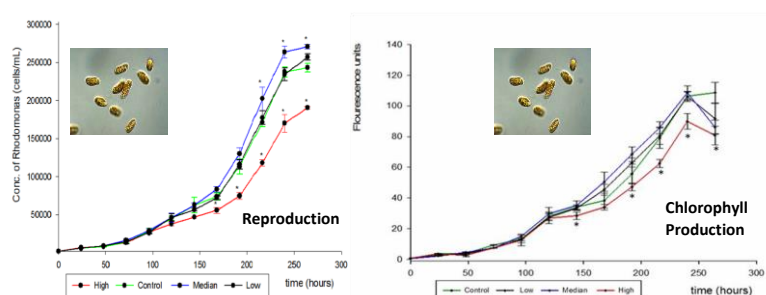 300000
250000
200000
150000
100000
50000
0 50 100 150 200 250 300
Conc. of Rhodomonas (cells/mL)
Reproduction
High Control Median Low
time (hours)
140
120
100
80
60
40
20
0
0 50 100 150 200 250 300
Fluorescence units
Chlorophyll
Production
Control Low Median High
time (hours)